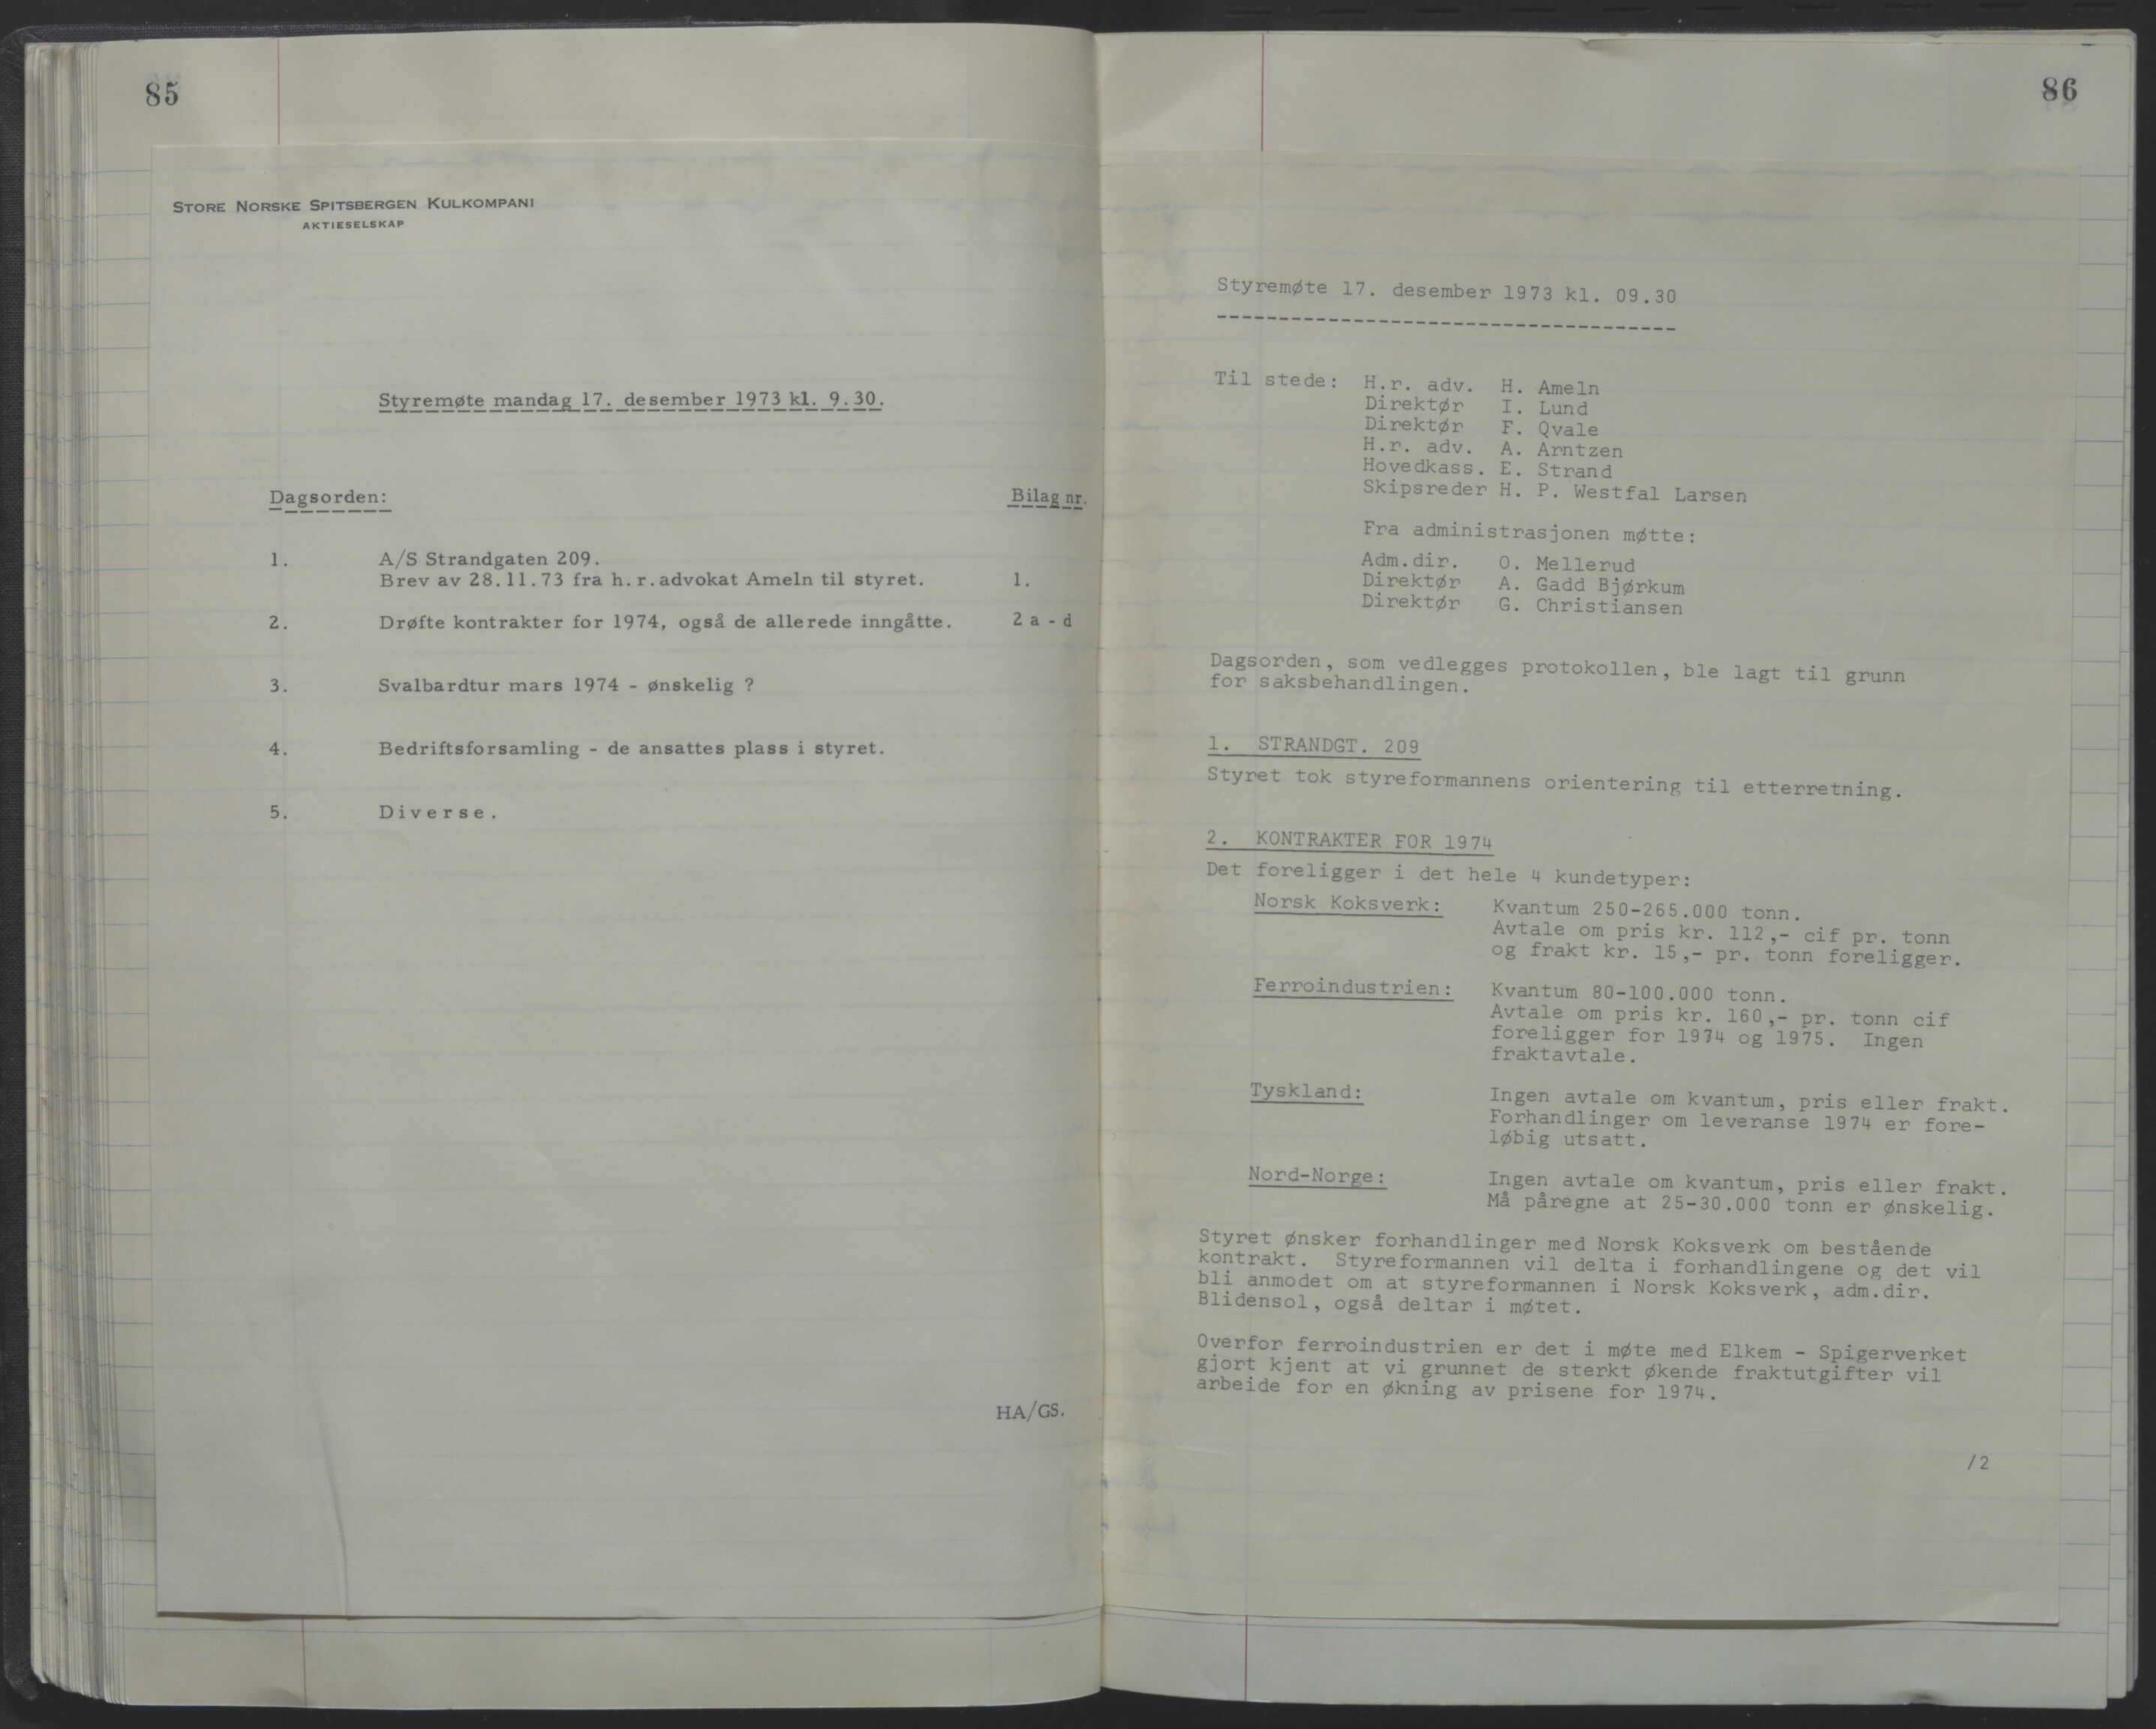 85
STORE NORSKE SPITSBERGEN KULKOMPANI
AKTIESELSKAP
Styremøte mandag 17. desember 1973 kl. 9.30.
Dagsorden: Bilag nr.
1. A/S Strandgaten 209.
Brev av 28.11.73 fra h.r.advokat Ameln til styret. 1.
2. Drøfte kontrakter for 1974, også de allerede inngåtte. 2 a - d
3. Svalbardtur mars 1974 - ønskelig ?
4. Bedriftsforsamling - de ansattes plass i styret.
5. Diverse.
HA/GS.
86
Styremøte 17. desember 1973 kl. 09.30
Til stede: H.r. adv. H. Ameln
Direktør I. Lund
Direktør F. Qvale
H.r. adv. A. Arntzen
Hovedkass. E. Strand
Skipsreder H. P. Westfal Larsen
Fra administrasjonen møtte:
Adm.dir. O. Mellerud
Direktør A. Gadd Bjørkum
Direktør G. Christiansen
Dagsorden, som vedlegges protokollen, ble lagt til grunn
for saksbehandlingen.
1. STRANDGT. 209
Styret tok styreformannens orientering til etterretning.
2. KONTRAKTER FOR 1974
Det foreligger i det hele 4 kundetyper:
Norsk Koksverk: Kvantum 250-265.000 tonn.
Avtale om pris kr. 112,- cif pr. tonn
og frakt kr. 15,- pr. tonn foreligger.
Ferroindustrien: Kvantum 80-100.000 tonn.
Avtale om pris kr. 160,- pr. tonn cif
foreligger for 1974 og 1975. Ingen
fraktavtale.
Tyskland: Ingen avtale om kvantum, pris eller frakt.
Forhandlinger om leveranse 1974 er fore-
løbig utsatt.
Nord-Norge: Ingen avtale om kvantum, pris eller frakt.
Må påregne at 25-30.000 tonn er ønskelig.
Styret ønsker forhandlinger med Norsk Koksverk om bestående
kontrakt. Styreformannen vil delta i forhandlingene og det vil
bli anmodet om at styreformannen i Norsk Koksverk, adm.dir.
Blidensol, også deltar i møtet.
Overfor ferroindustrien er det i møte med Elkem - Spigerverket
gjort kjent at vi grunnet de sterkt økende fraktutgifter vil
arbeide for en økning av prisene for 1974.
/2